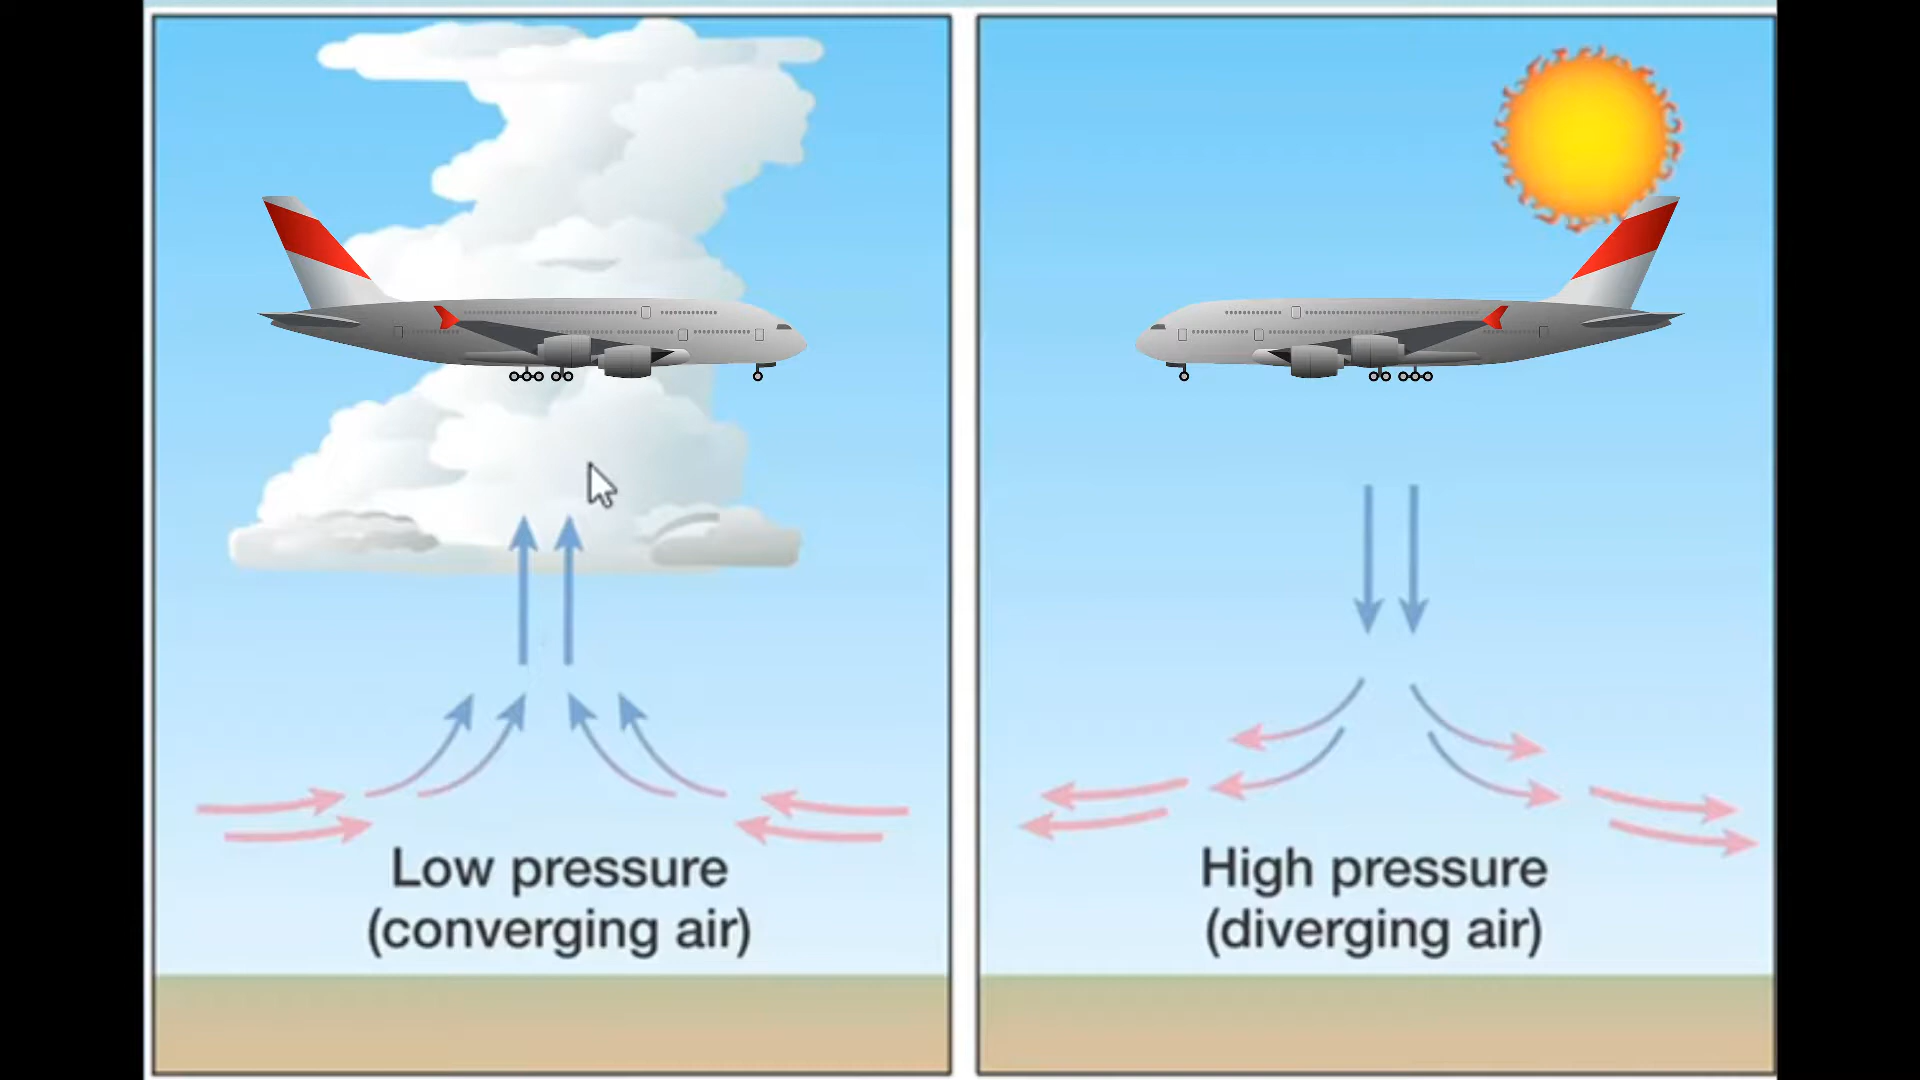 Low pressure
(converging air)
High pressure
(diverging air)